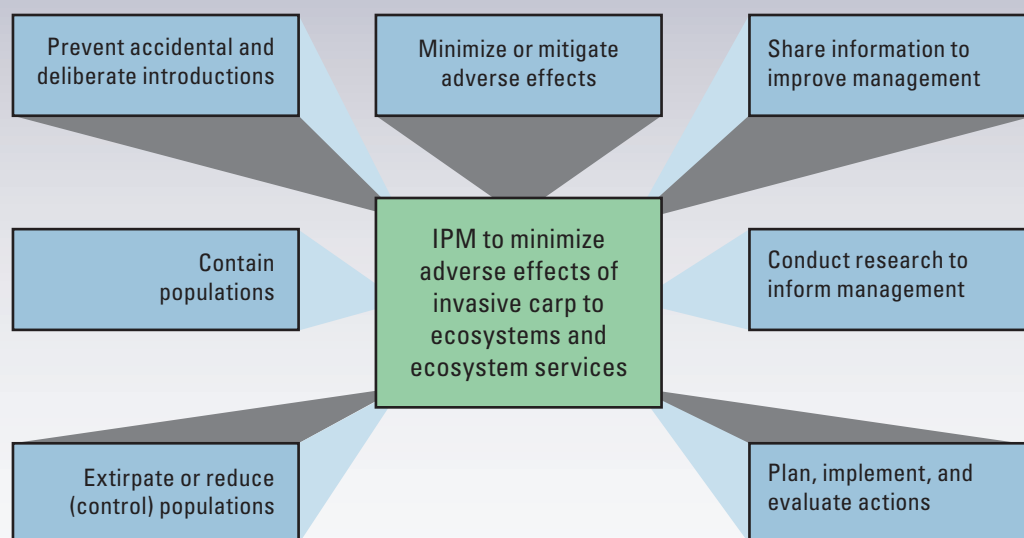 Prevent accidental and
deliberate introductions
Minimize or mitigate
adverse effects
Share information to
improve management
Contain
populations
IPM to minimize
adverse effects of
invasive carp to
ecosystems and
ecosystem services
Conduct research to
inform management
Extirpate or reduce
(control) populations
Plan, implement, and
evaluate actions